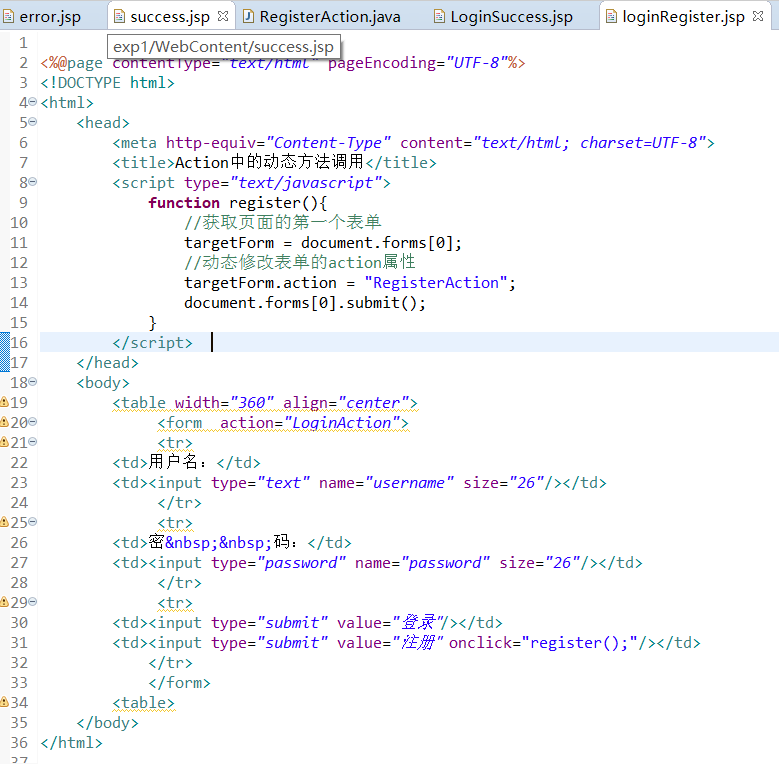 error.jsp success.jsp RegisterAction.java LoginSuccess.jsp loginRegister.jsp
exp1/WebContent/success.jsp
1
2 <%@page contentType="text/html" pageEncoding="UTF-8"%>
3 <!DOCTYPE html>
4 <html>
5 <head>
6 <meta http-equiv="Content-Type" content="text/html; charset=UTF-8">
7 <title>Action中的动态方法调用</title>
8 <script type="text/javascript">
9 function register(){
10 //获取页面的第一个表单
11 targetForm = document.forms[0];
12 //动态修改表单的action属性
13 targetForm.action = "RegisterAction";
14 document.forms[0].submit();
15 }
16 </script>
17 </head>
18 <body>
19 <table width="360" align="center">
20 <form  action="LoginAction">
21 <tr>
22 <td>用户名：</td>
23 <td><input type="text" name="username" size="26"/></td>
24 </tr>
25 <tr>
26 <td>密&nbsp;&nbsp;码：</td>
27 <td><input type="password" name="password" size="26"/></td>
28 </tr>
29 <tr>
30 <td><input type="submit" value="登录"/></td>
31 <td><input type="submit" value="注册" onclick="register();"/></td>
32 </tr>
33 </form>
34 <table>
35 </body>
36 </html>
37